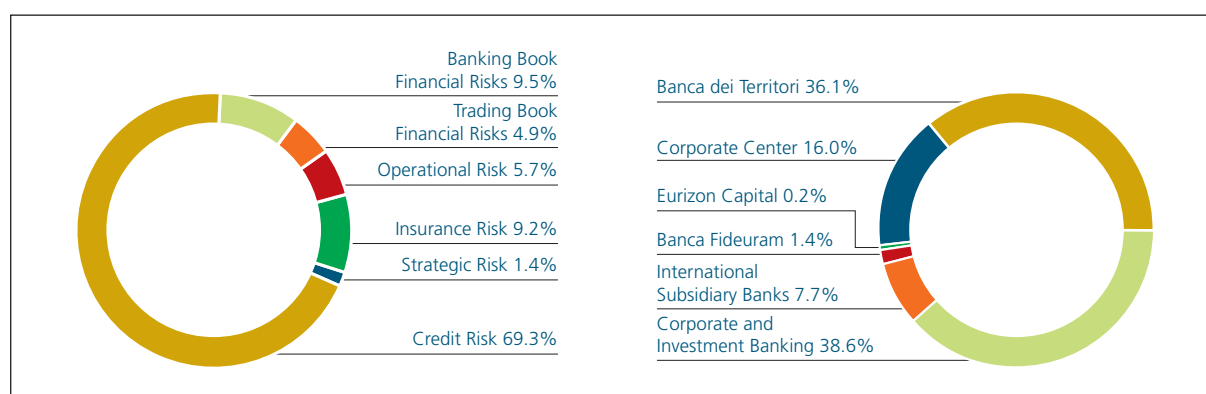 Banking Book
Financial Risks 9.5%
Trading Book
Financial Risks 4.9%
Operational Risk 5.7%
Insurance Risk 9.2%
Strategic Risk 1.4%
Credit Risk 69.3%
Banca dei Territori 36.1%
Corporate Center 16.0%
Eurizon Capital 0.2%
Banca Fideuram 1.4%
International
Subsidiary Banks 7.7%
Corporate and
Investment Banking 38.6%